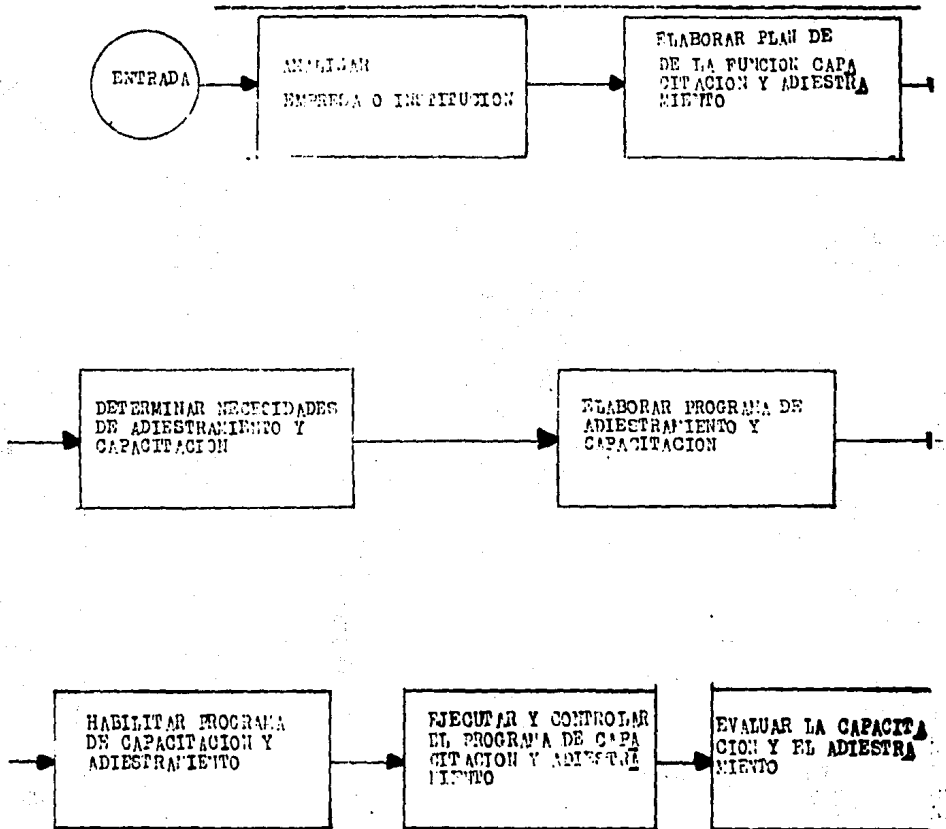 ENTRADA
ANALIZAR
EMPRESA O INSTITUCION
ELABORAR PLAN DE
DE LA FUNCION CAPA
CITACION Y ADIESTRA
MIENTO
DETERMINAR NECECIDADES
DE ADIESTRAMIENTO Y
CAPACITACION
ELABORAR PROGRAMA DE
ADIESTRAMIENTO Y
CAPACITACION
HABILITAR PROGRAMA
DE CAPACITACION Y
ADIESTRAMIENTO
EJECUTAR Y CONTROLAR
EL PROGRAMA DE CAPA
CITACION Y ADIESTRA
MIENTO
EVALUAR LA CAPACITA
CION Y EL ADIESTRA
MIENTO